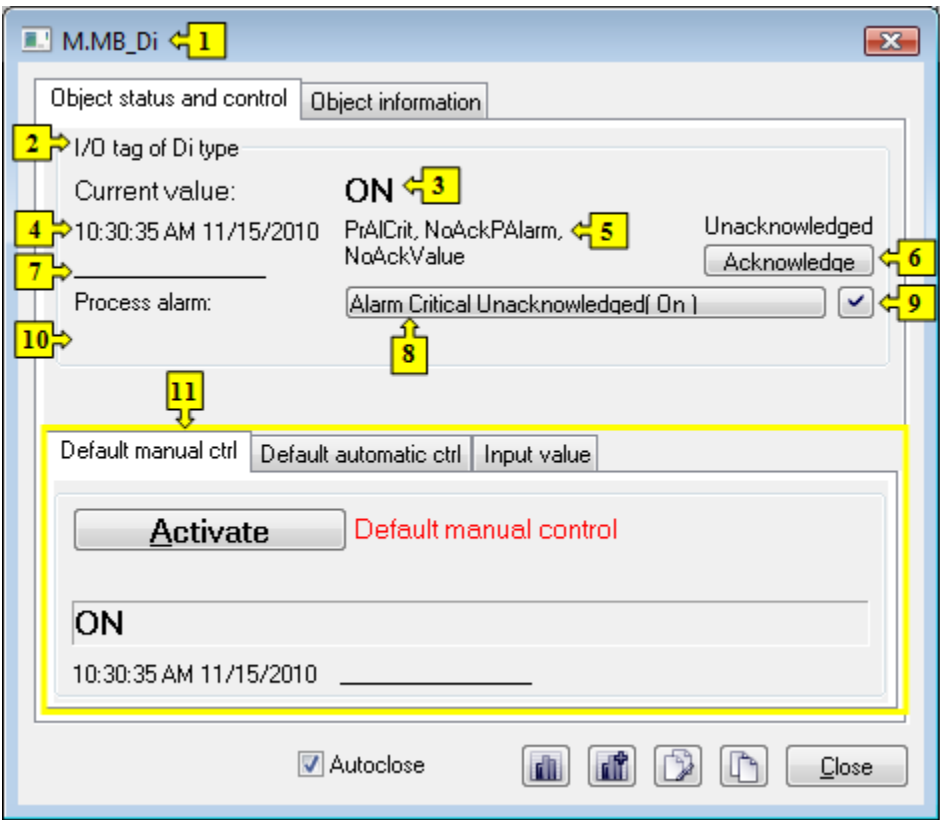 M.MB_Di 1
Object status and control Object information
2 I/O tag of Di type
Current value: ON 3
4 10:30:35 AM 11/15/2010 PrAlCrit, NoAckPAlarm, 5 Unacknowledged
NoAckValue Acknowledge 6
7
Process alarm: Alarm Critical Unacknowledged( On ) 9
10 8
11
Default manual ctrl Default automatic ctrl Input value
Activate Default manual control
ON
10:30:35 AM 11/15/2010
Autoclose Close